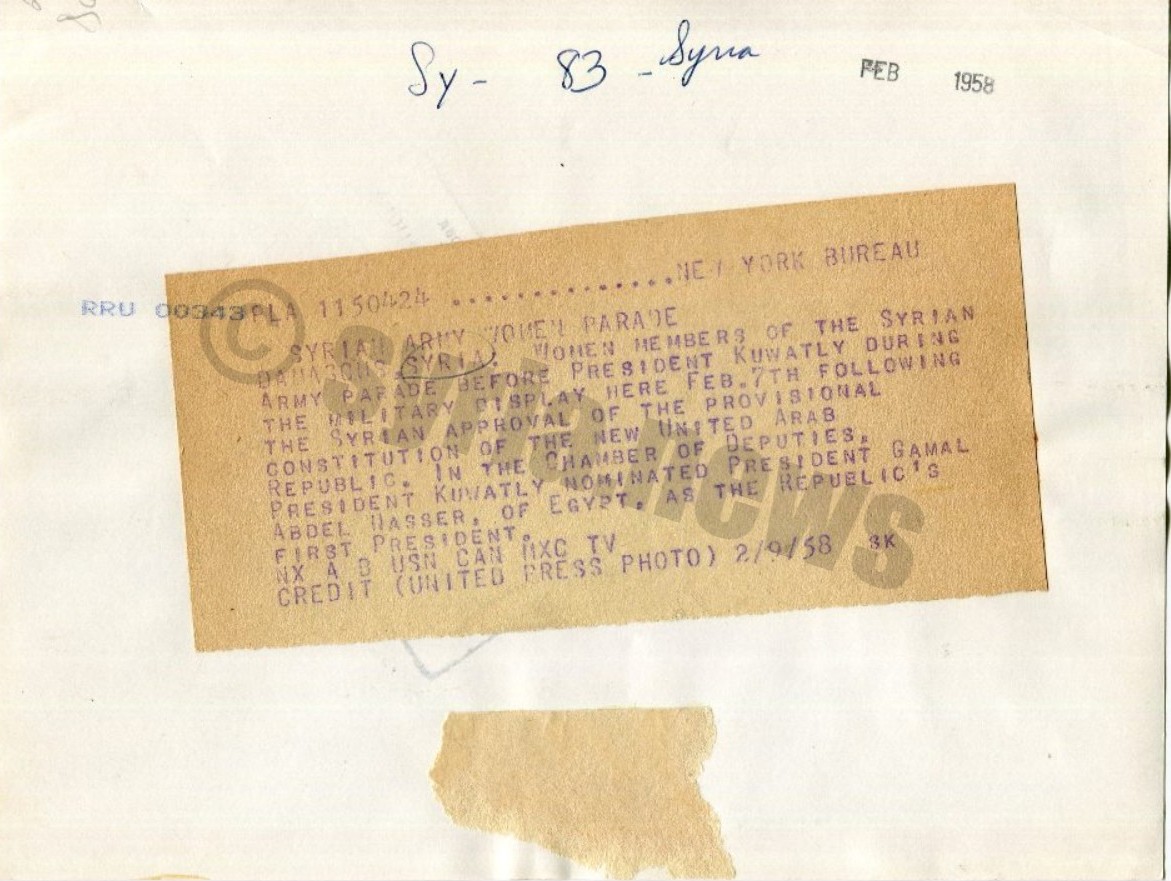 Sy - 83 - Syria
FEB 1958
RRU 00343
PLA 1150424 ...............NEW YORK BUREAU
SYRIAN ARMY WOMEN PARADE
DAMASCUS, SYRIA: WOMEN MEMBERS OF THE SYRIAN
ARMY PARADE BEFORE PRESIDENT KUWATLY DURING
THE MILITARY DISPLAY HERE FEB.7TH FOLLOWING
THE SYRIAN APPROVAL OF THE PROVISIONAL
CONSTITUTION OF THE NEW UNITED ARAB
REPUBLIC. IN THE CHAMBER OF DEPUTIES,
PRESIDENT KUWATLY NOMINATED PRESIDENT GAMAL
ABDEL NASSER, OF EGYPT, AS THE REPUBLIC'S
FIRST PRESIDENT.
NX A B USN CAN NXC TV
CREDIT (UNITED PRESS PHOTO) 2/9/58 SK
© syria.news